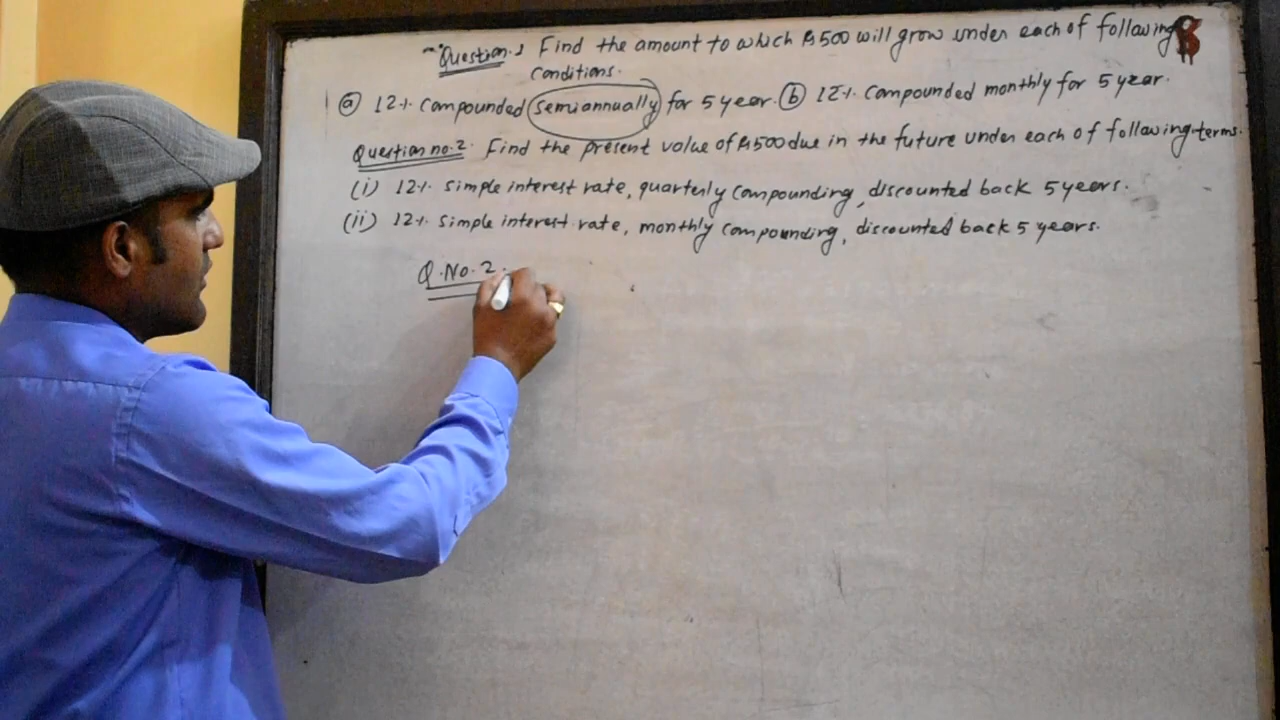 Question.1 Find the amount to which Rs500 will grow under each of following
conditions.
(a) 12%. compounded semiannually for 5 year. (b) 12%. compounded monthly for 5 year.
Question no.2. Find the present value of Rs500 due in the future under each of following terms.
(i) 12%. simple interest rate, quarterly compounding, discounted back 5 years.
(ii) 12%. simple interest rate, monthly compounding, discounted back 5 years.
Q.No.2.